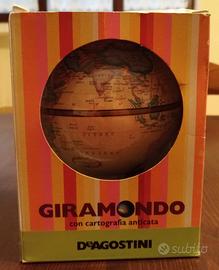 GIRAMONDO
con cartografia anticata
DEAGOSTINI
subito